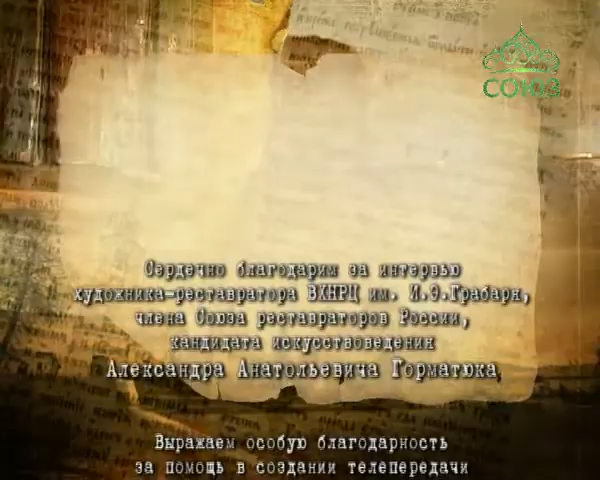 СОЮЗ
Сердечно благодарим за интервью
художника-реставратора ВХНРЦ им. И.Э.Грабаря,
члена Союза реставраторов России,
кандидата искусствоведения
Александра Анатольевича Горматюка.
Выражаем особую благодарность
за помощь в создании телепередачи